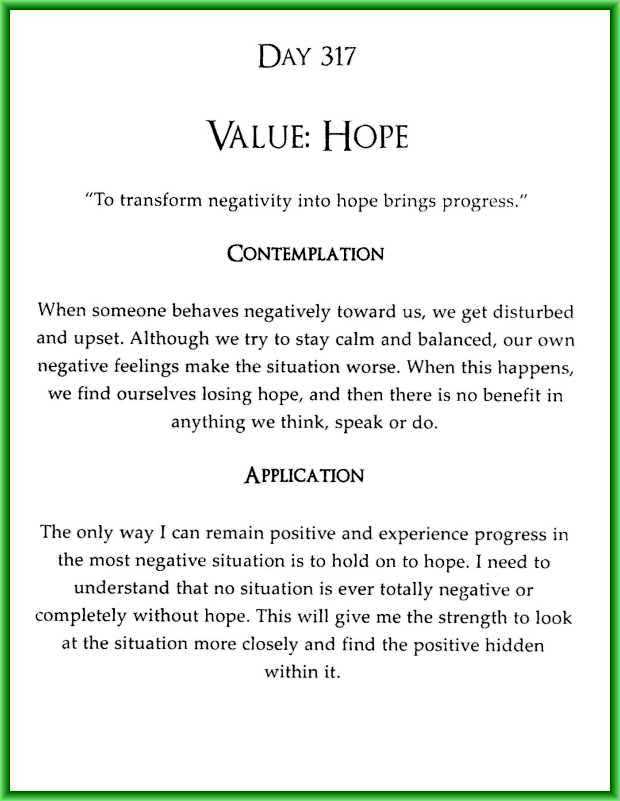 DAY 317
VALUE: HOPE
"To transform negativity into hope brings progress."
CONTEMPLATION
When someone behaves negatively toward us, we get disturbed
and upset. Although we try to stay calm and balanced, our own
negative feelings make the situation worse. When this happens,
we find ourselves losing hope, and then there is no benefit in
anything we think, speak or do.
APPLICATION
The only way I can remain positive and experience progress in
the most negative situation is to hold on to hope. I need to
understand that no situation is ever totally negative or
completely without hope. This will give me the strength to look
at the situation more closely and find the positive hidden
within it.